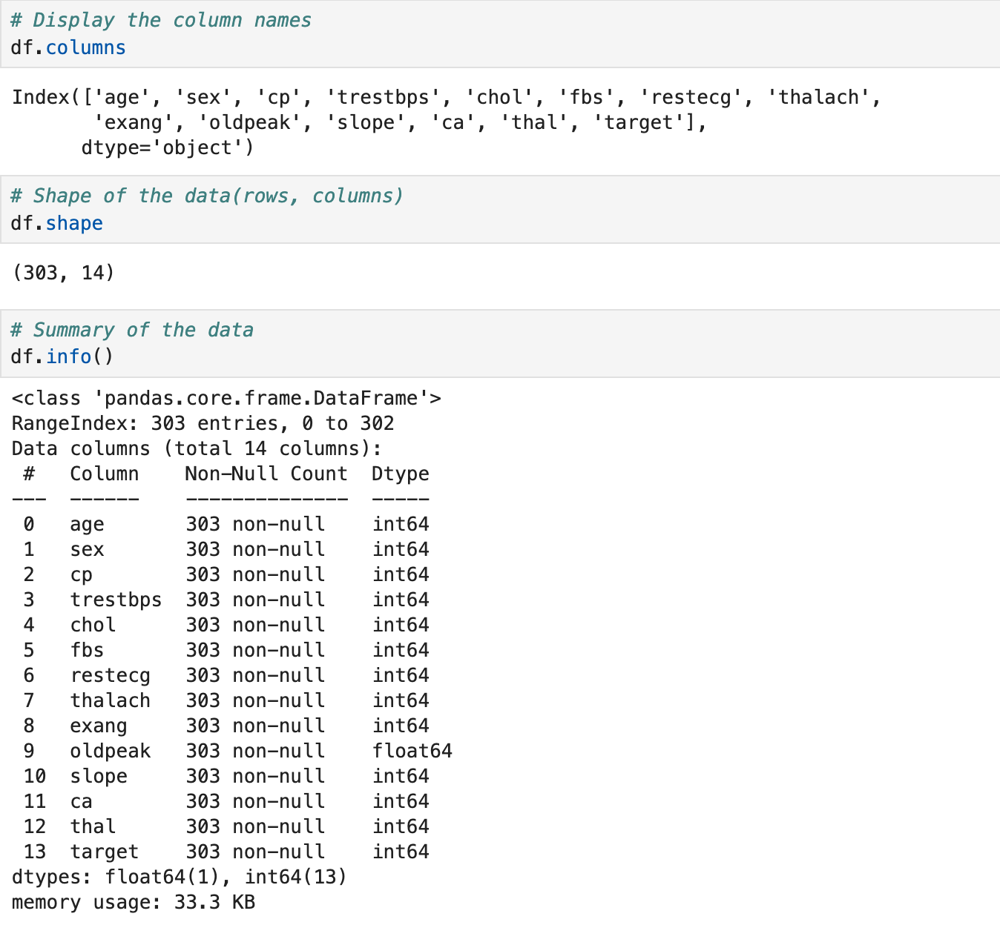 # Display the column names
df.columns
Index(['age', 'sex', 'cp', 'trestbps', 'chol', 'fbs', 'restecg', 'thalach',
       'exang', 'oldpeak', 'slope', 'ca', 'thal', 'target'],
      dtype='object')
# Shape of the data(rows, columns)
df.shape
(303, 14)
# Summary of the data
df.info()
<class 'pandas.core.frame.DataFrame'>
RangeIndex: 303 entries, 0 to 302
Data columns (total 14 columns):
 #   Column    Non-Null Count  Dtype
---  ------    --------------  -----
 0   age       303 non-null    int64
 1   sex       303 non-null    int64
 2   cp        303 non-null    int64
 3   trestbps  303 non-null    int64
 4   chol      303 non-null    int64
 5   fbs       303 non-null    int64
 6   restecg   303 non-null    int64
 7   thalach   303 non-null    int64
 8   exang     303 non-null    int64
 9   oldpeak   303 non-null    float64
 10  slope     303 non-null    int64
 11  ca        303 non-null    int64
 12  thal      303 non-null    int64
 13  target    303 non-null    int64
dtypes: float64(1), int64(13)
memory usage: 33.3 KB